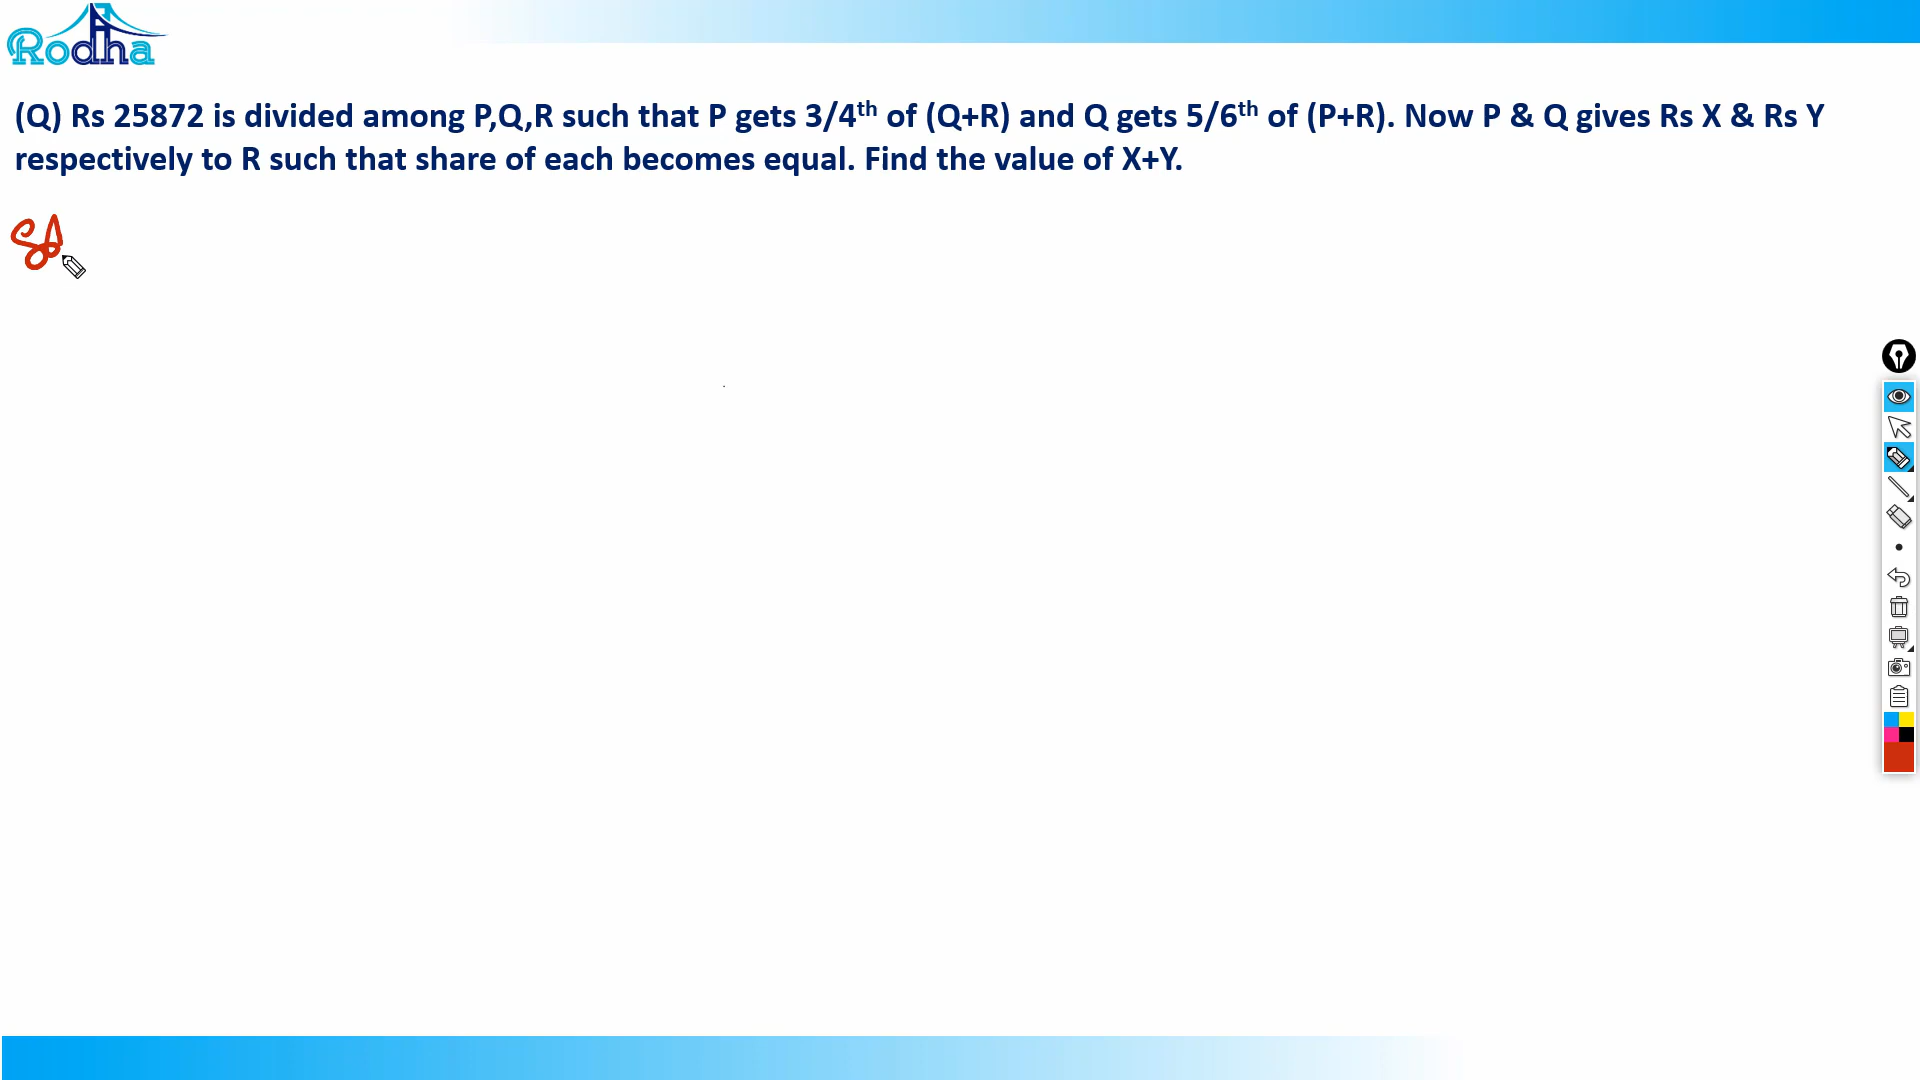 Rodha
(Q) Rs 25872 is divided among P,Q,R such that P gets 3/4th of (Q+R) and Q gets 5/6th of (P+R). Now P & Q gives Rs X & Rs Y
respectively to R such that share of each becomes equal. Find the value of X+Y.